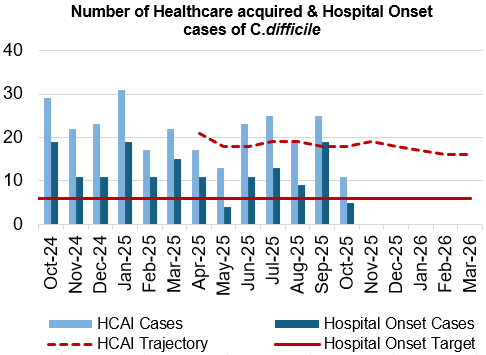 Number of Healthcare acquired & Hospital Onset
cases of C.difficile
40
30
20
10
0
Oct-24
Nov-24
Dec-24
Jan-25
Feb-25
Mar-25
Apr-25
May-25
Jun-25
Jul-25
Aug-25
Sep-25
Oct-25
Nov-25
Dec-25
Jan-26
Feb-26
Mar-26
HCAI Cases
Hospital Onset Cases
HCAI Trajectory
Hospital Onset Target